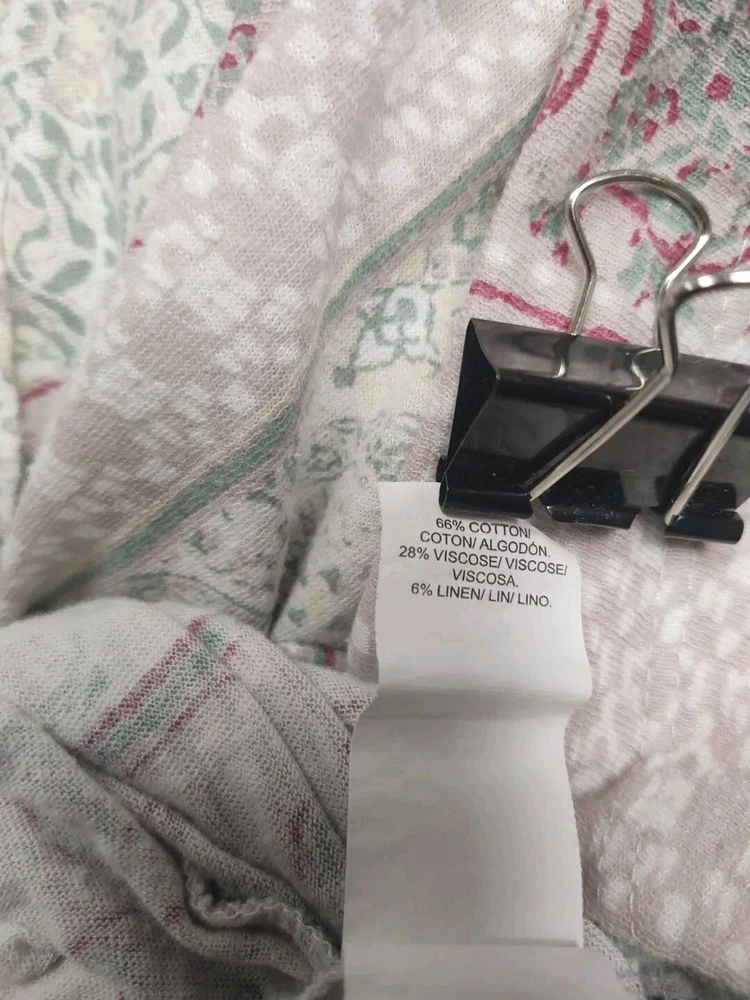 66% COTTON/
COTON/ ALGODÓN.
28% VISCOSE/ VISCOSE/
VISCOSA.
6% LINEN/ LIN/ LINO.